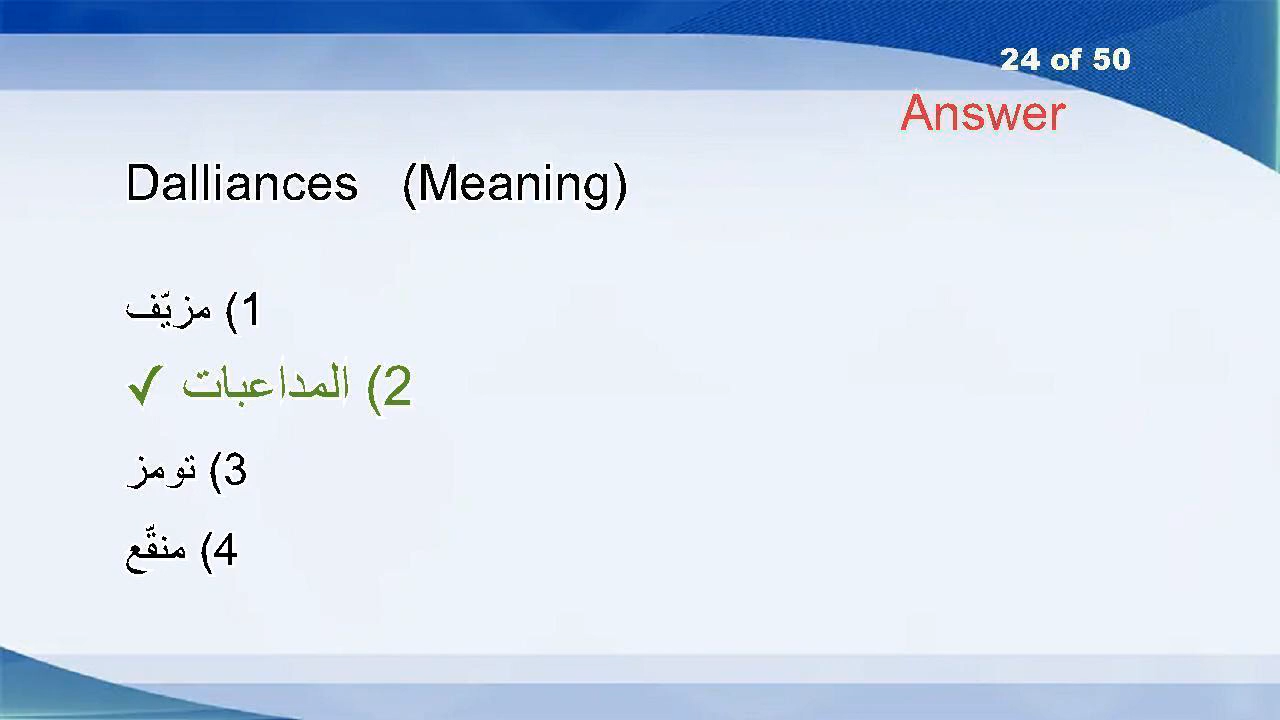 24 of 50
Answer
Dalliances (Meaning)
1) مزيّف
2) المداعبات ✓
3) تومز
4) منقّع